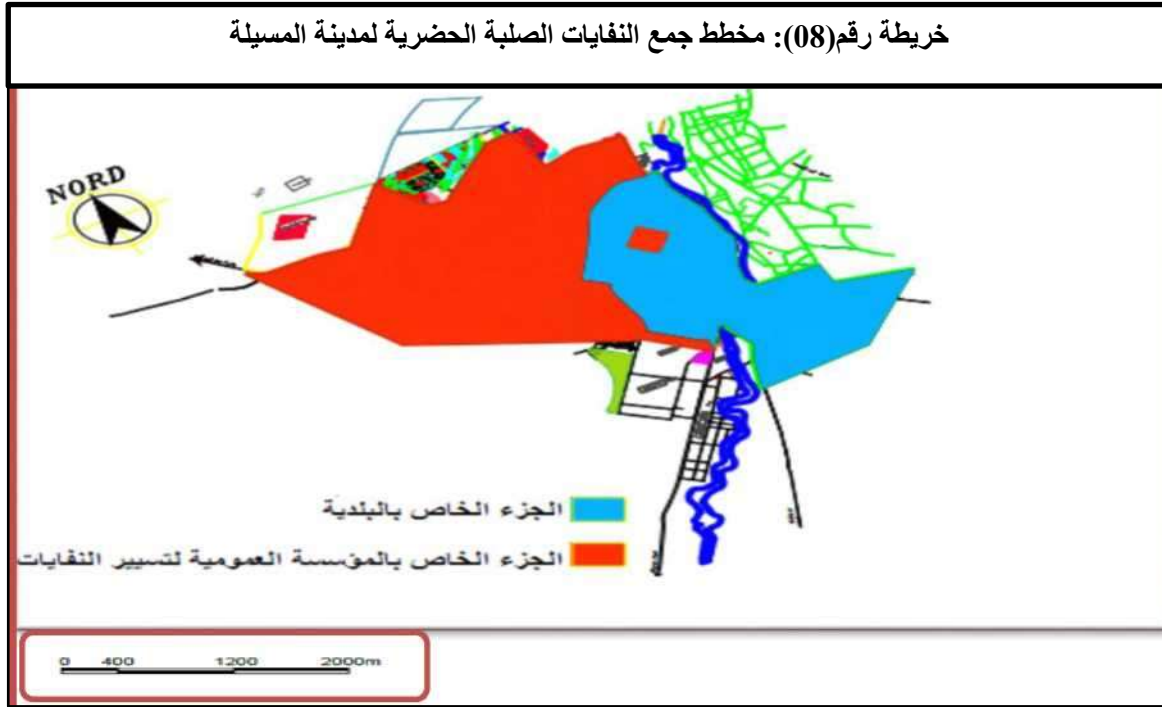 خريطة رقم(08): مخطط جمع النفايات الصلبة الحضرية لمدينة المسيلة
NORD
الجزء الخاص بالبلدية
الجزء الخاص بالمؤسسة العمومية لتسيير النفايات
0 400 1200 2000m